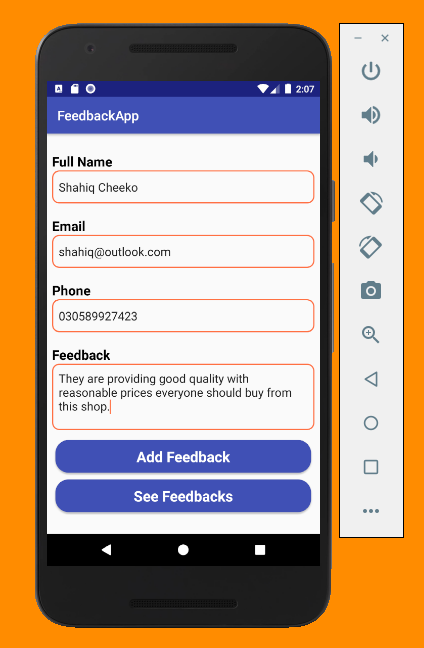 2:07
FeedbackApp
Full Name
Shahiq Cheeko
Email
shahiq@outlook.com
Phone
030589927423
Feedback
They are providing good quality with
reasonable prices everyone should buy from
this shop.
Add Feedback
See Feedbacks